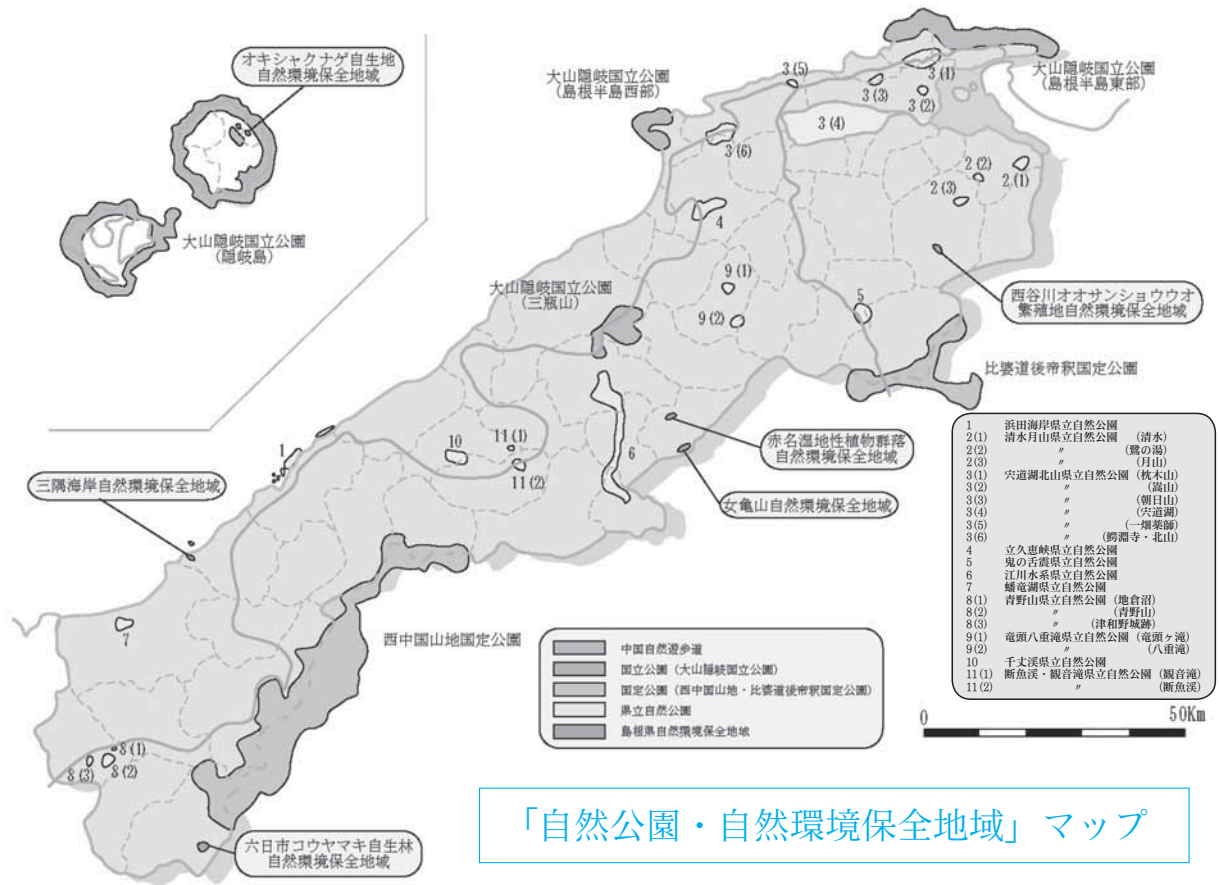 オキシャクナゲ自生地
自然環境保全地域
大山隠岐国立公園
(隠岐島)
大山隠岐国立公園
(島根半島西部)
大山隠岐国立公園
(島根半島東部)
3(5)
3(1)
3(3)
3(2)
3(4)
3(6)
2(2)
2(1)
2(3)
4
9(1)
9(2)
5
大山隠岐国立公園
(三瓶山)
西谷川オオサンショウウオ
繁殖地自然環境保全地域
比婆道後帝釈国定公園
1
10
11(1)
11(2)
6
赤名湿地性植物群落
自然環境保全地域
女亀山自然環境保全地域
三隅海岸自然環境保全地域
7
西中国山地国定公園
8(1)
8(2)
8(3)
六日市コウヤマキ自生林
自然環境保全地域
1 浜田海岸県立自然公園
2(1) 清水月山県立自然公園 (清水)
2(2) 〃 (鷺の湯)
2(3) 〃 (月山)
3(1) 宍道湖北山県立自然公園 (枕木山)
3(2) 〃 (嵩山)
3(3) 〃 (朝日山)
3(4) 〃 (宍道湖)
3(5) 〃 (一畑薬師)
3(6) 〃 (鰐淵寺・北山)
4 立久恵峡県立自然公園
5 鬼の舌震県立自然公園
6 江川水系県立自然公園
7 蟠竜湖県立自然公園
8(1) 青野山県立自然公園 (地倉沼)
8(2) 〃 (青野山)
8(3) 〃 (津和野城跡)
9(1) 竜頭八重滝県立自然公園 (竜頭ヶ滝)
9(2) 〃 (八重滝)
10 千丈渓県立自然公園
11(1) 断魚渓・観音滝県立自然公園 (観音滝)
11(2) 〃 (断魚渓)
中国自然遊歩道
国立公園(大山隠岐国立公園)
国定公園(西中国山地・比婆道後帝釈国定公園)
県立自然公園
島根県自然環境保全地域
0 50Km
「自然公園・自然環境保全地域」マップ